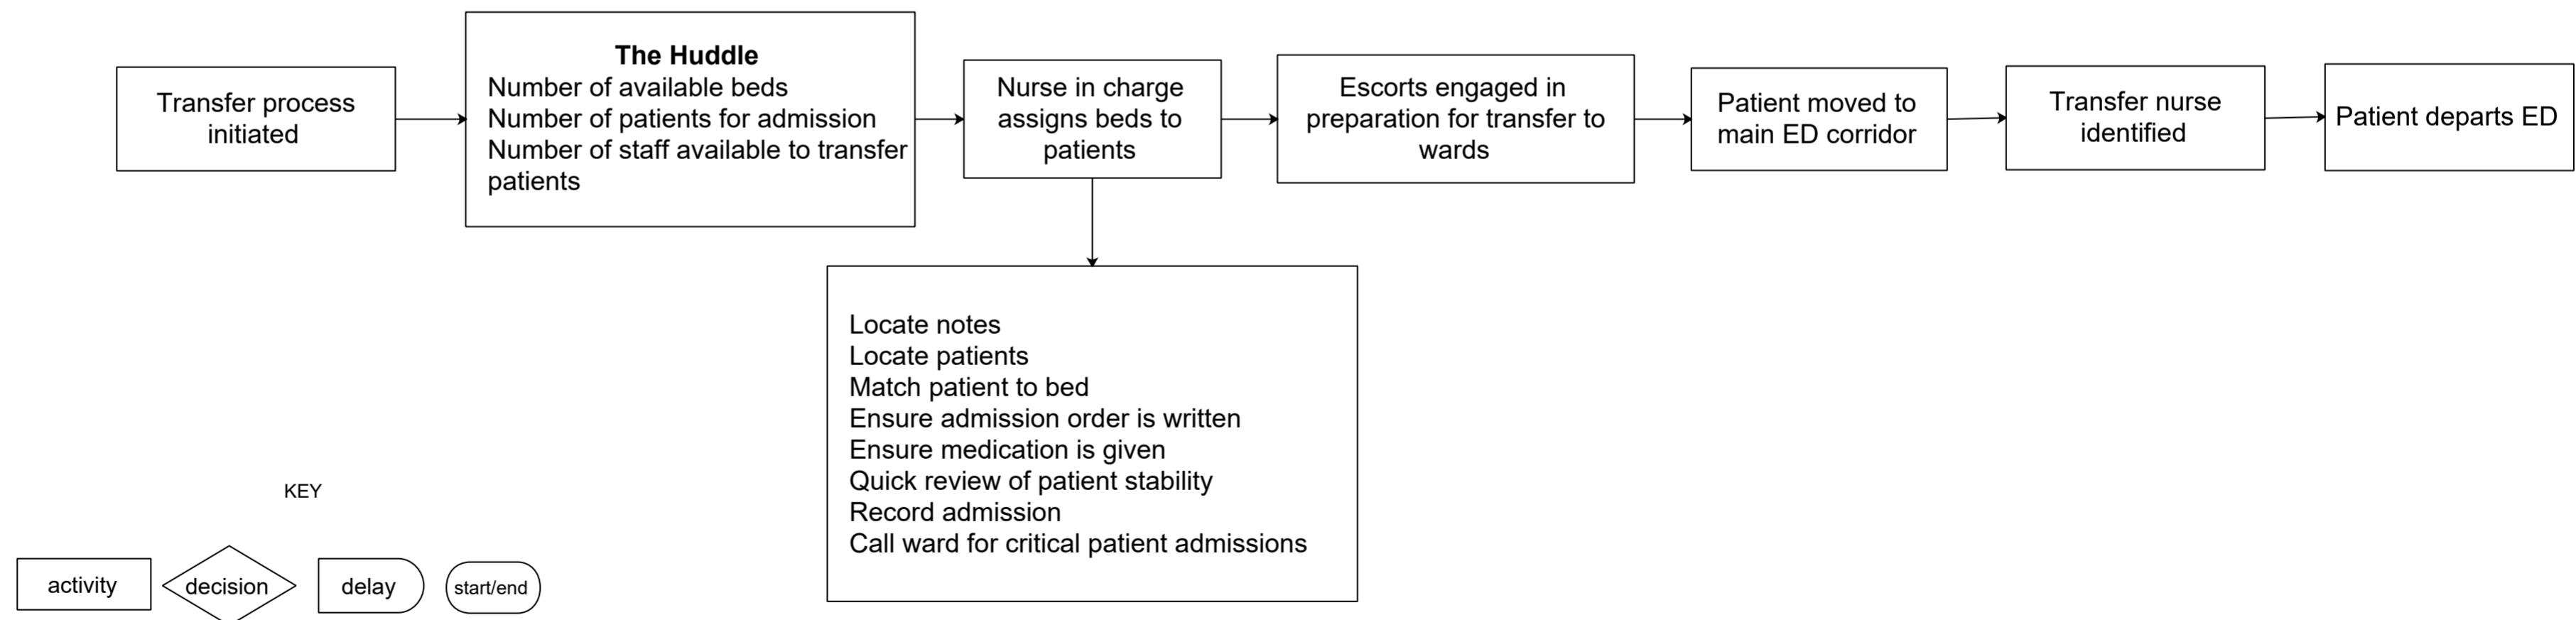 Transfer process
initiated
The Huddle
Number of available beds
Number of patients for admission
Number of staff available to transfer
patients
Nurse in charge
assigns beds to
patients
Escorts engaged in
preparation for transfer to
wards
Patient moved to
main ED corridor
Transfer nurse
identified
Patient departs ED
Locate notes
Locate patients
Match patient to bed
Ensure admission order is written
Ensure medication is given
Quick review of patient stability
Record admission
Call ward for critical patient admissions
KEY
activity
decision
delay
start/end